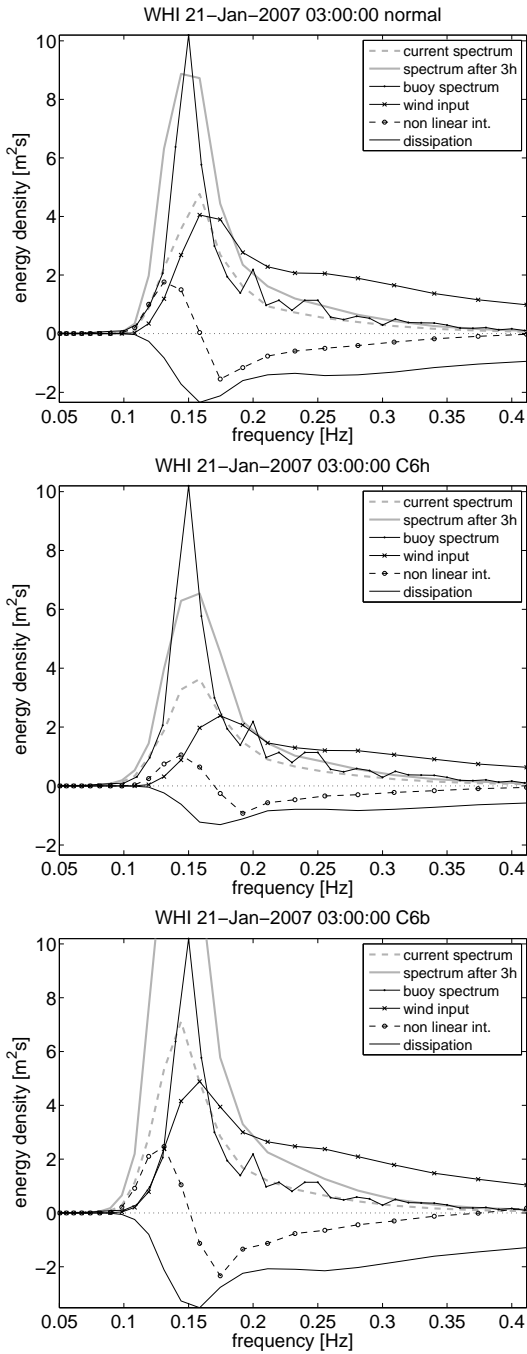 WHI 21−Jan−2007 03:00:00 normal
10
8
6
4
2
0
−2
energy density [m²s]
current spectrum
spectrum after 3h
buoy spectrum
wind input
non linear int.
dissipation
0.05 0.1 0.15 0.2 0.25 0.3 0.35 0.4
frequency [Hz]
WHI 21−Jan−2007 03:00:00 C6h
10
8
6
4
2
0
−2
energy density [m²s]
current spectrum
spectrum after 3h
buoy spectrum
wind input
non linear int.
dissipation
0.05 0.1 0.15 0.2 0.25 0.3 0.35 0.4
frequency [Hz]
WHI 21−Jan−2007 03:00:00 C6b
10
8
6
4
2
0
−2
energy density [m²s]
current spectrum
spectrum after 3h
buoy spectrum
wind input
non linear int.
dissipation
0.06 0.1 0.15 0.2 0.25 0.3 0.35 0.4
frequency [Hz]